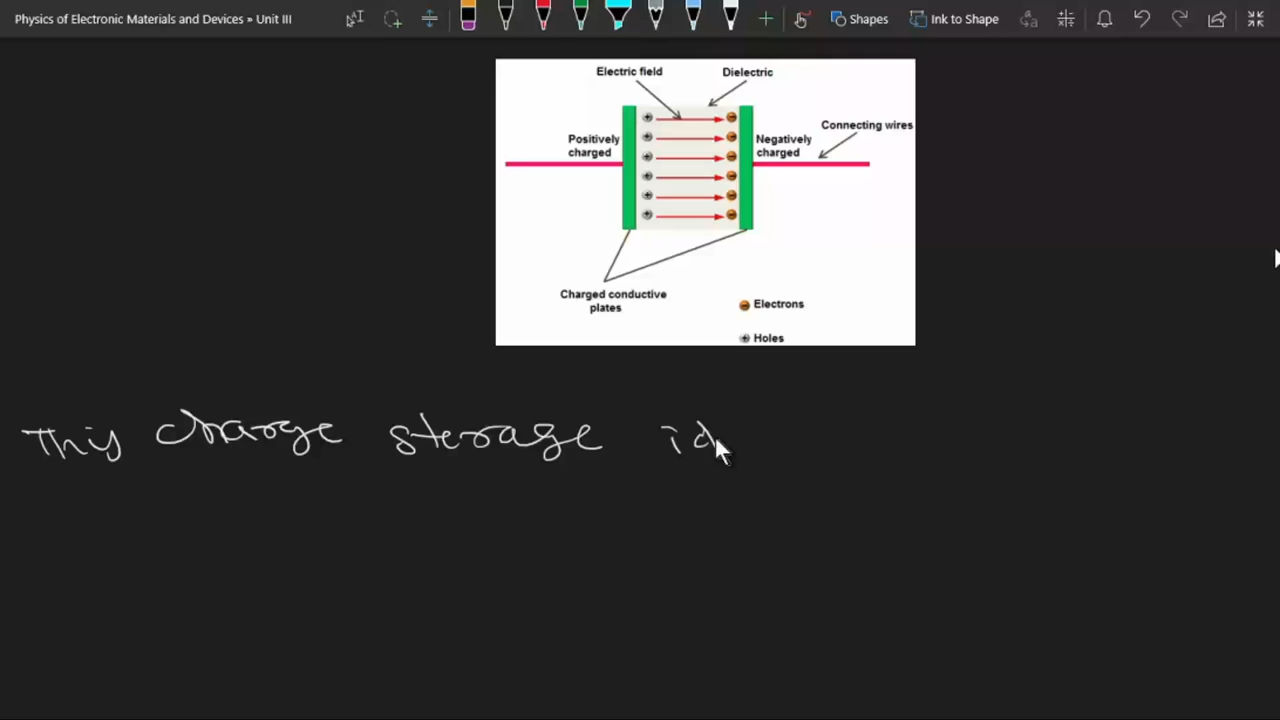 Physics of Electronic Materials and Devices » Unit III
Shapes
Ink to Shape
Electric field
Dielectric
Connecting wires
Positively
charged
Negatively
charged
Charged conductive
plates
Electrons
Holes
This charge storage id